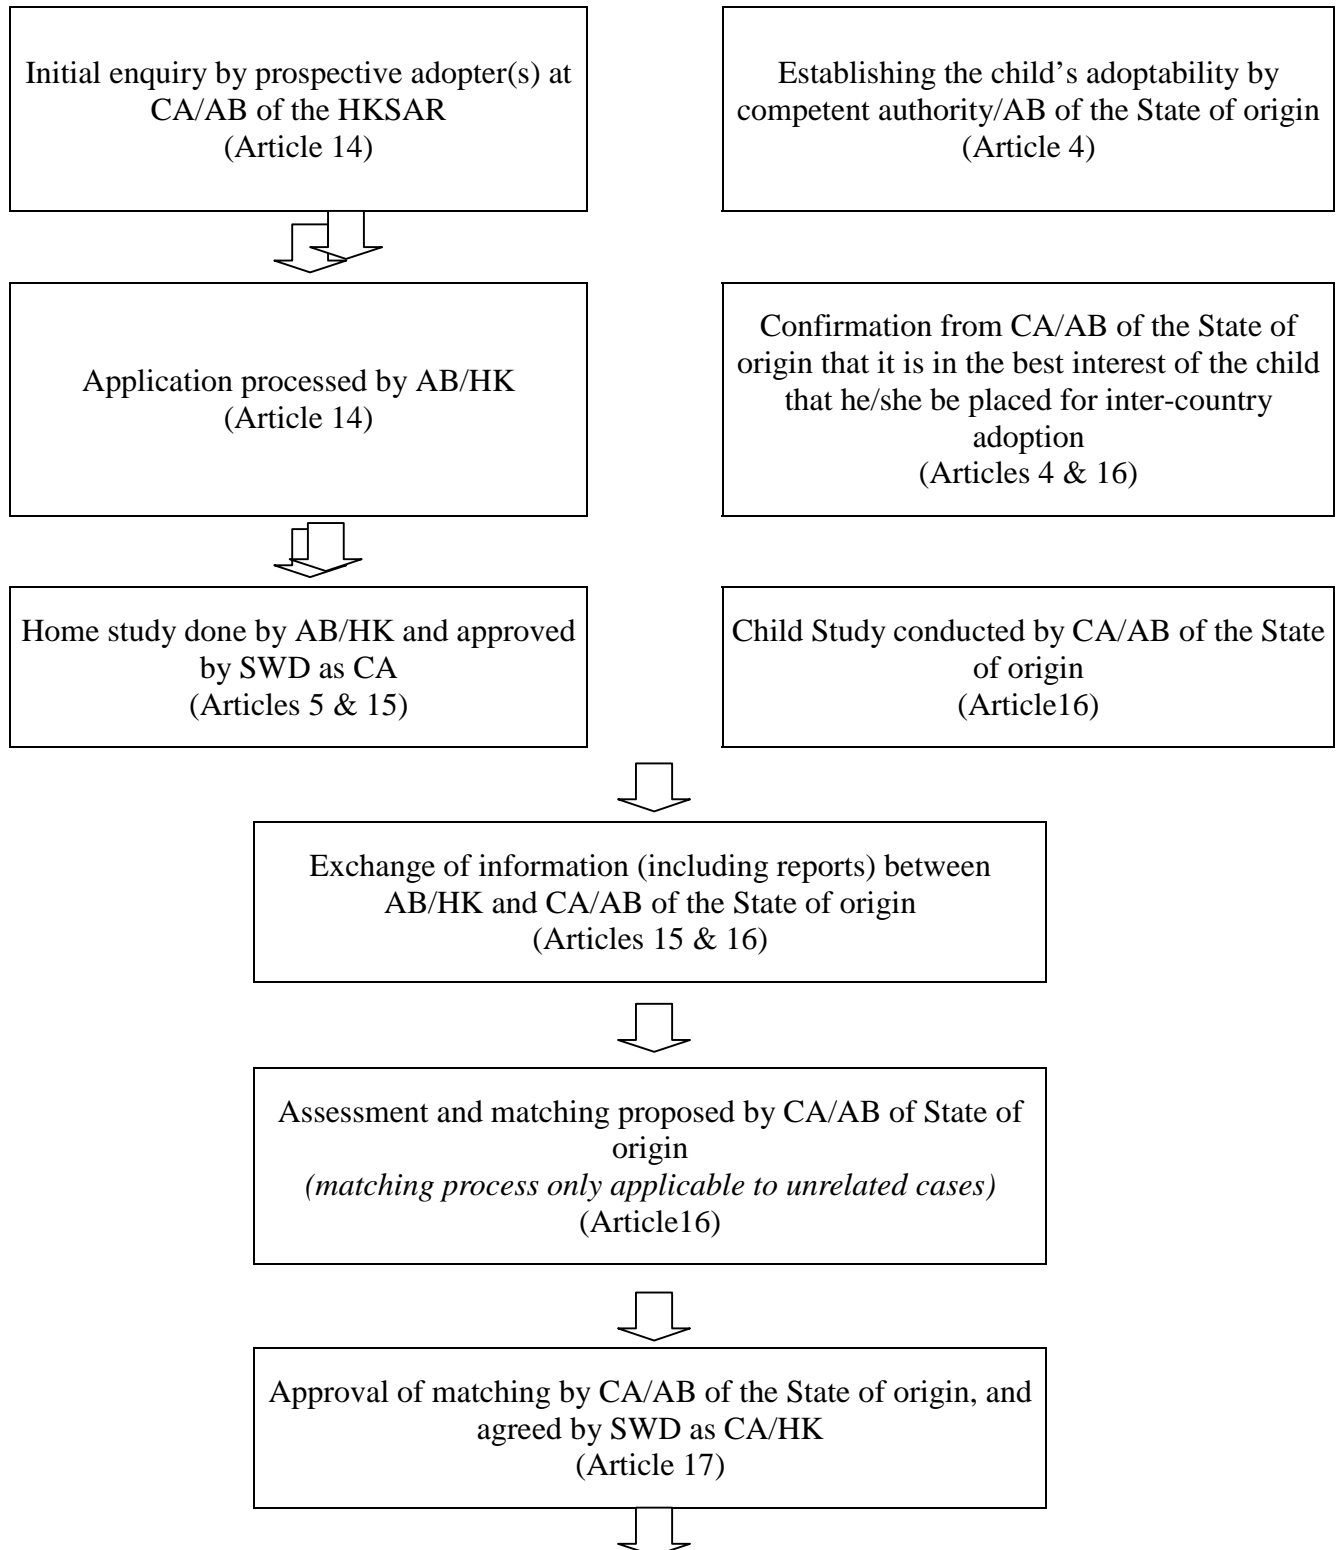 Initial enquiry by prospective adopter(s) at
CA/AB of the HKSAR
(Article 14)
Establishing the child’s adoptability by
competent authority/AB of the State of origin
(Article 4)
Application processed by AB/HK
(Article 14)
Confirmation from CA/AB of the State of
origin that it is in the best interest of the child
that he/she be placed for inter-country
adoption
(Articles 4 & 16)
Home study done by AB/HK and approved
by SWD as CA
(Articles 5 & 15)
Child Study conducted by CA/AB of the State
of origin
(Article16)
Exchange of information (including reports) between
AB/HK and CA/AB of the State of origin
(Articles 15 & 16)
Assessment and matching proposed by CA/AB of State of
origin
(matching process only applicable to unrelated cases)
(Article16)
Approval of matching by CA/AB of the State of origin, and
agreed by SWD as CA/HK
(Article 17)